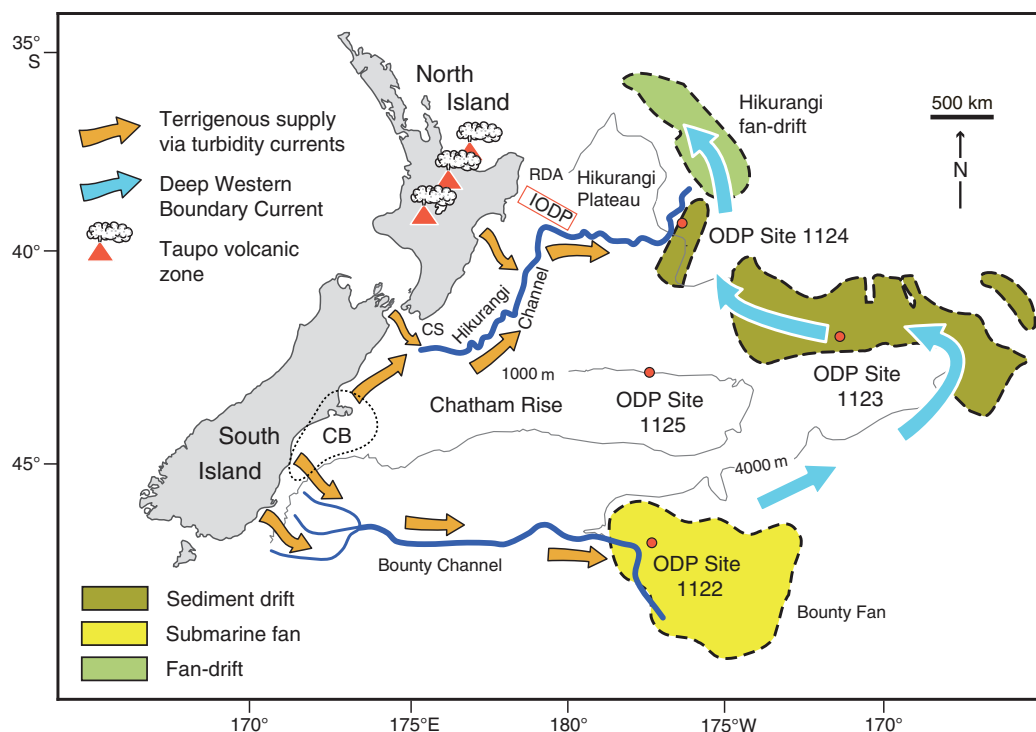 35°
S
40°
45°
170°
175°E
180°
175°W
170°
North
Island
Terrigenous supply
via turbidity currents
Deep Western
Boundary Current
Taupo volcanic
zone
RDA
IODP
Hikurangi
Plateau
Hikurangi
fan-drift
500 km
N
ODP Site 1124
CS
Hikurangi
Channel
1000 m
Chatham Rise
ODP Site
1125
ODP Site
1123
South
Island
CB
4000 m
Bounty Channel
ODP Site
1122
Bounty Fan
Sediment drift
Submarine fan
Fan-drift